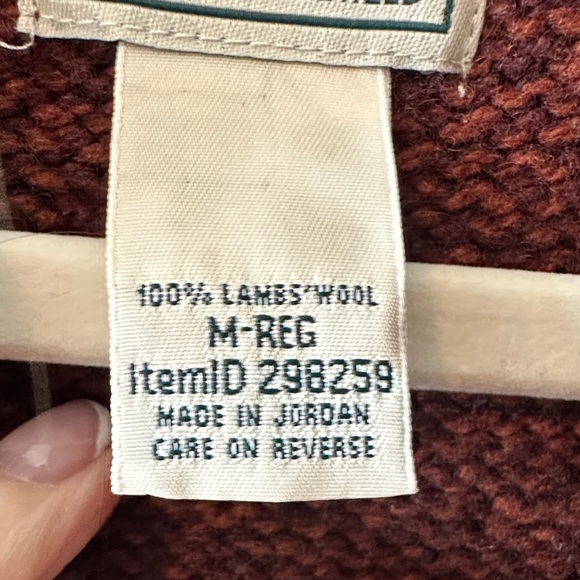 100% LAMBS' WOOL
M-REG
ItemID 298259
MADE IN JORDAN
CARE ON REVERSE